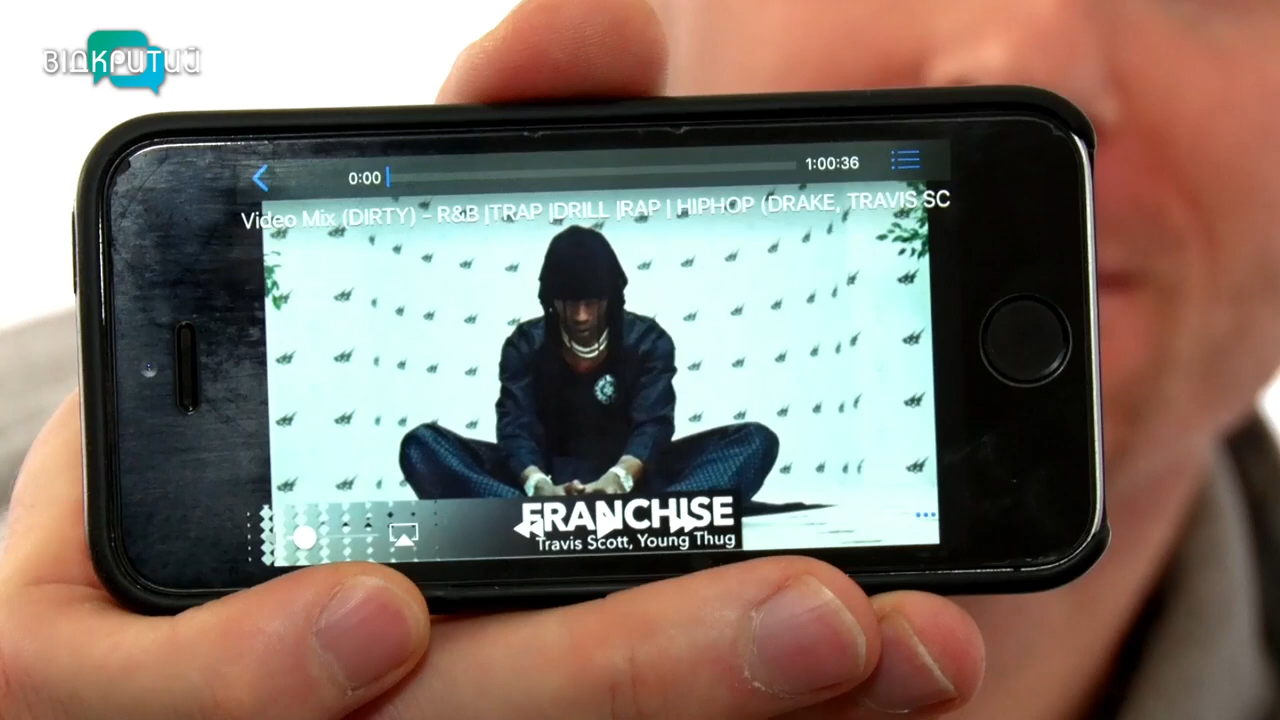 ВІДКРИТИЙ
0:00
1:00:36
Video Mix (DIRTY) - R&B |TRAP |DRILL |RAP | HIPHOP (DRAKE, TRAVIS SC
FRANCHISE
Travis Scott, Young Thug